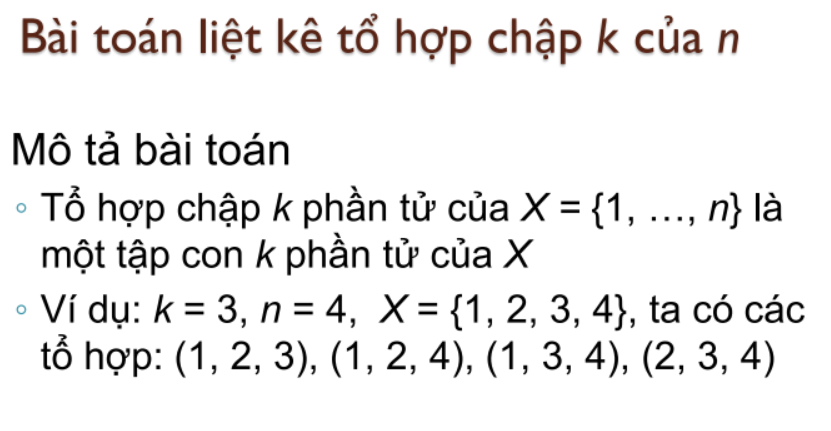 Bài toán liệt kê tổ hợp chập k của n
Mô tả bài toán
◦ Tổ hợp chập k phần tử của X = {1, …, n} là
một tập con k phần tử của X
◦ Ví dụ: k = 3, n = 4, X = {1, 2, 3, 4}, ta có các
tổ hợp: (1, 2, 3), (1, 2, 4), (1, 3, 4), (2, 3, 4)